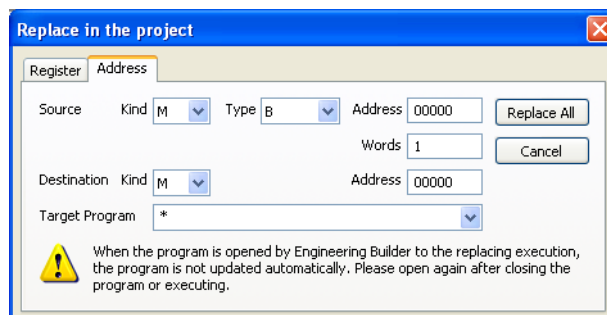 Replace in the project
Register Address
Source Kind M Type B Address 00000 Replace All
Words 1 Cancel
Destination Kind M Address 00000
Target Program *
When the program is opened by Engineering Builder to the replacing execution,
the program is not updated automatically. Please open again after closing the
program or executing.